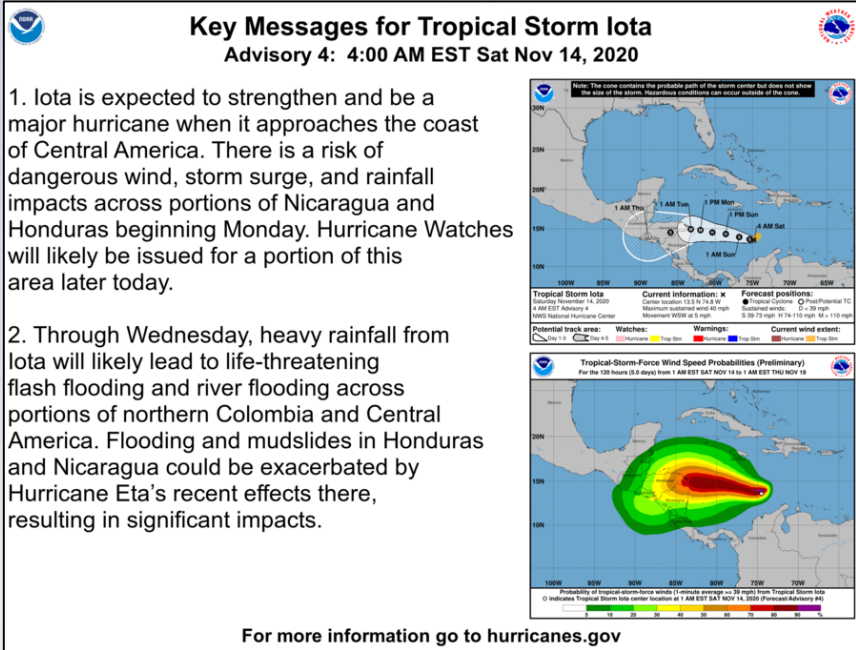 Key Messages for Tropical Storm Iota
Advisory 4: 4:00 AM EST Sat Nov 14, 2020
1. Iota is expected to strengthen and be a
major hurricane when it approaches the coast
of Central America. There is a risk of
dangerous wind, storm surge, and rainfall
impacts across portions of Nicaragua and
Honduras beginning Monday. Hurricane Watches
will likely be issued for a portion of this
area later today.
2. Through Wednesday, heavy rainfall from
Iota will likely lead to life-threatening
flash flooding and river flooding across
portions of northern Colombia and Central
America. Flooding and mudslides in Honduras
and Nicaragua could be exacerbated by
Hurricane Eta’s recent effects there,
resulting in significant impacts.
Note: The cone contains the probable path of the storm center but does not show
the size of the storm. Hazardous conditions can occur outside of the cone.
30N
25N
20N
15N
10N
1 AM Thu
1 AM Tue
1 PM Mon
1 PM Sun
4 AM Sat
1 AM Sun
100W 95W 90W 85W 80W 75W 70W 65W
Tropical Storm Iota
Saturday November 14, 2020
4 AM EST Advisory 4
NWS National Hurricane Center
Current information: x
Center location 13.5 N 74.8 W
Maximum sustained wind 40 mph
Movement WSW at 5 mph
Forecast positions:
Tropical Cyclone Post/Potential TC
Sustained winds: D < 39 mph
S 39-73 mph H 74-110 mph M > 110 mph
Potential track area:
Day 1-3 Day 4-5
Watches:
Hurricane Trop Stm
Warnings:
Hurricane Trop Stm
Current wind extent:
Hurricane Trop Stm
Tropical-Storm-Force Wind Speed Probabilities (Preliminary)
For the 120 hours (5.0 days) from 1 AM EST SAT NOV 14 to 1 AM EST THU NOV 19
20N
15N
10N
100W 95W 90W 85W 80W 75W 70W
Probability of tropical-storm-force winds (1-minute average >= 39 mph) from Tropical Storm Iota
indicates Tropical Storm Iota center location at 1 AM EST SAT NOV 14, 2020 (Forecast/Advisory #4)
5 10 20 30 40 50 60 70 80 90 %
For more information go to hurricanes.gov